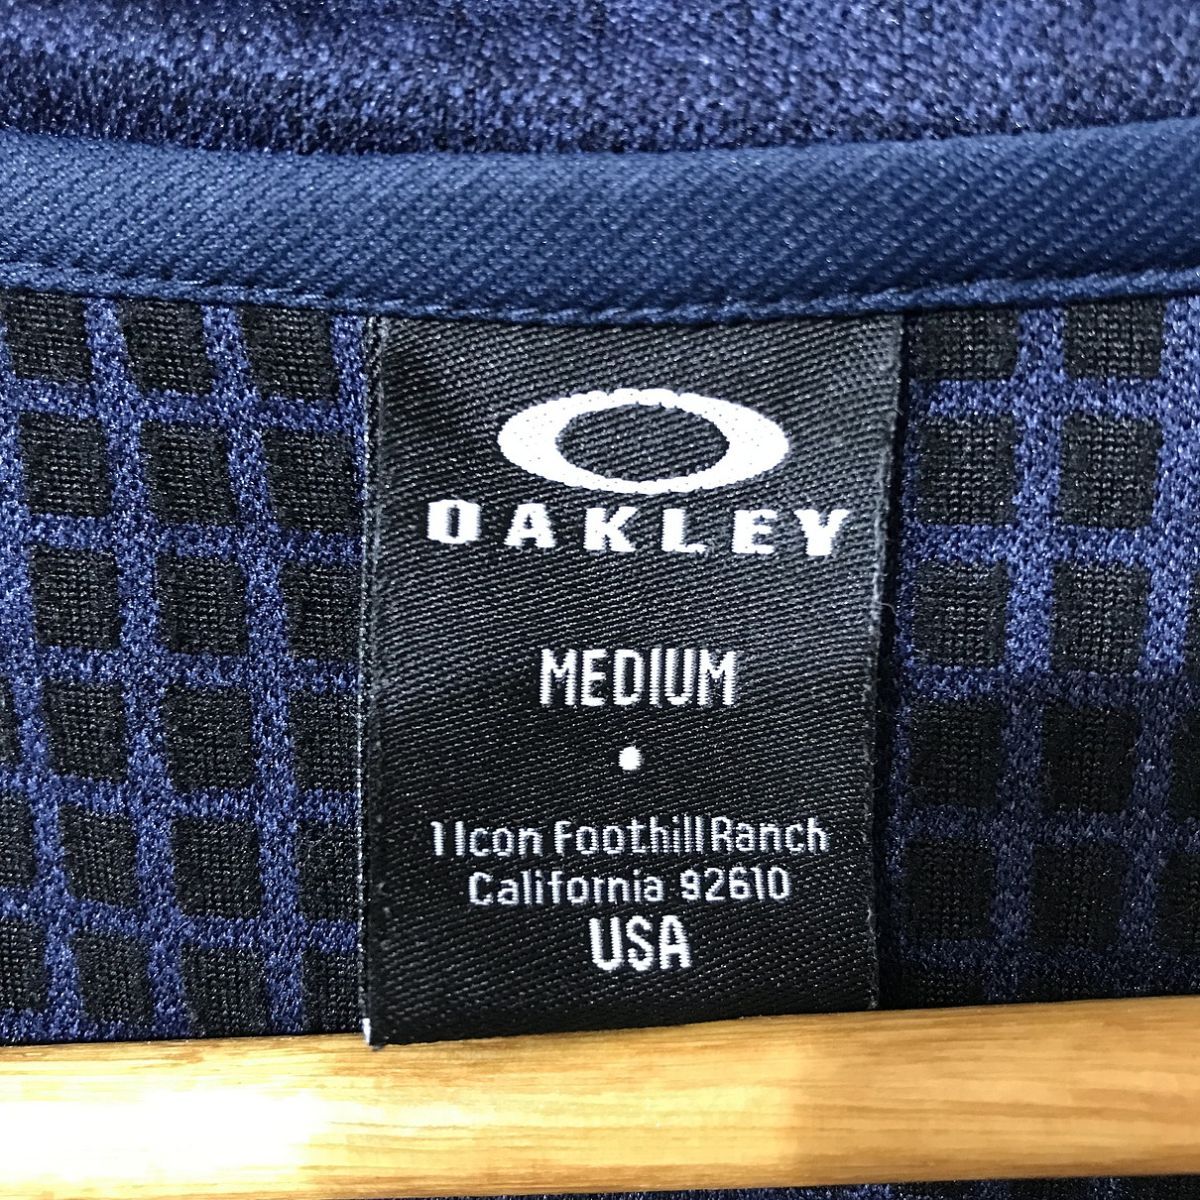 OAKLEY
MEDIUM
1 Icon Foothill Ranch
California 92610
USA